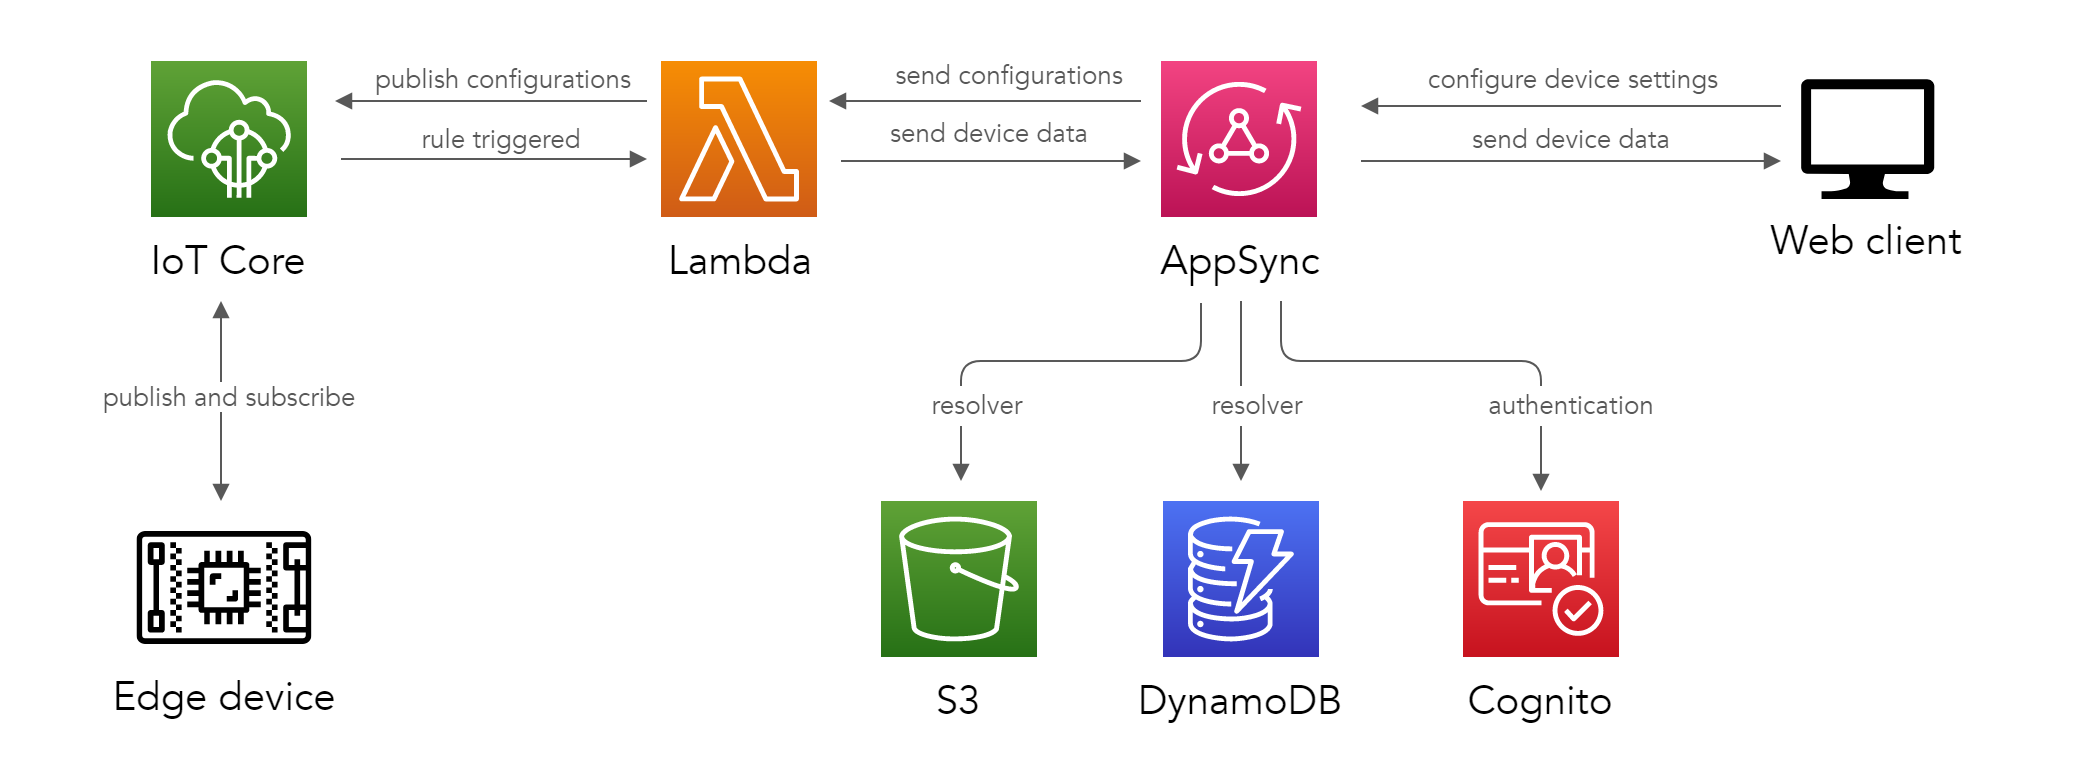 publish configurations
send configurations
configure device settings
rule triggered
send device data
send device data
IoT Core
Lambda
AppSync
Web client
publish and subscribe
resolver
resolver
authentication
Edge device
S3
DynamoDB
Cognito